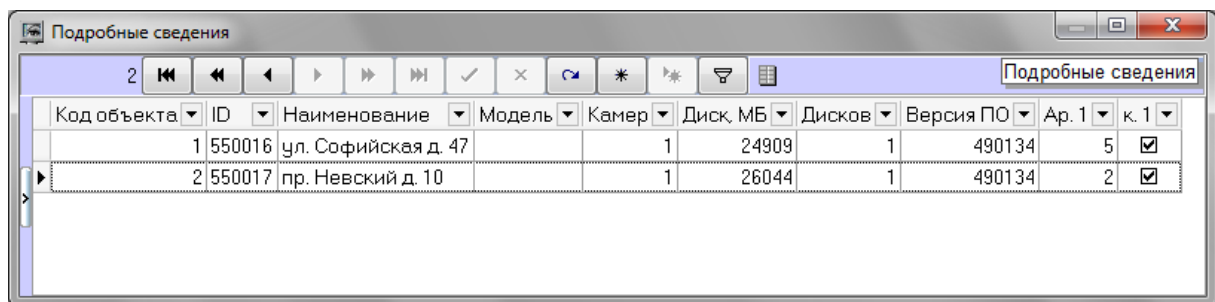 Подробные сведения
2 Подробные сведения
Код объекта ID Наименование Модель Камер Диск, МБ Дисков Версия ПО Ар. 1 к. 1
1 550016 ул. Софийская д. 47 1 24909 1 490134 5
2 550017 пр. Невский д. 10 1 26044 1 490134 2